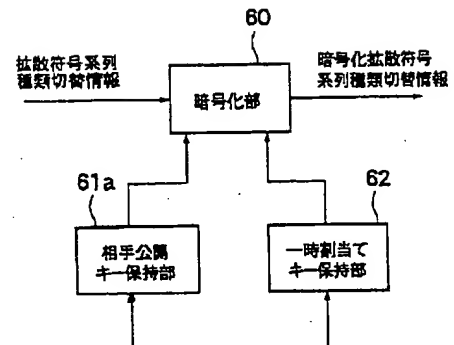 60
拡散符号系列
種類切替情報
暗号化拡散符号
系列種類切替情報
暗号化部
61a
62
相手公開
キー保持部
一時割当て
キー保持部